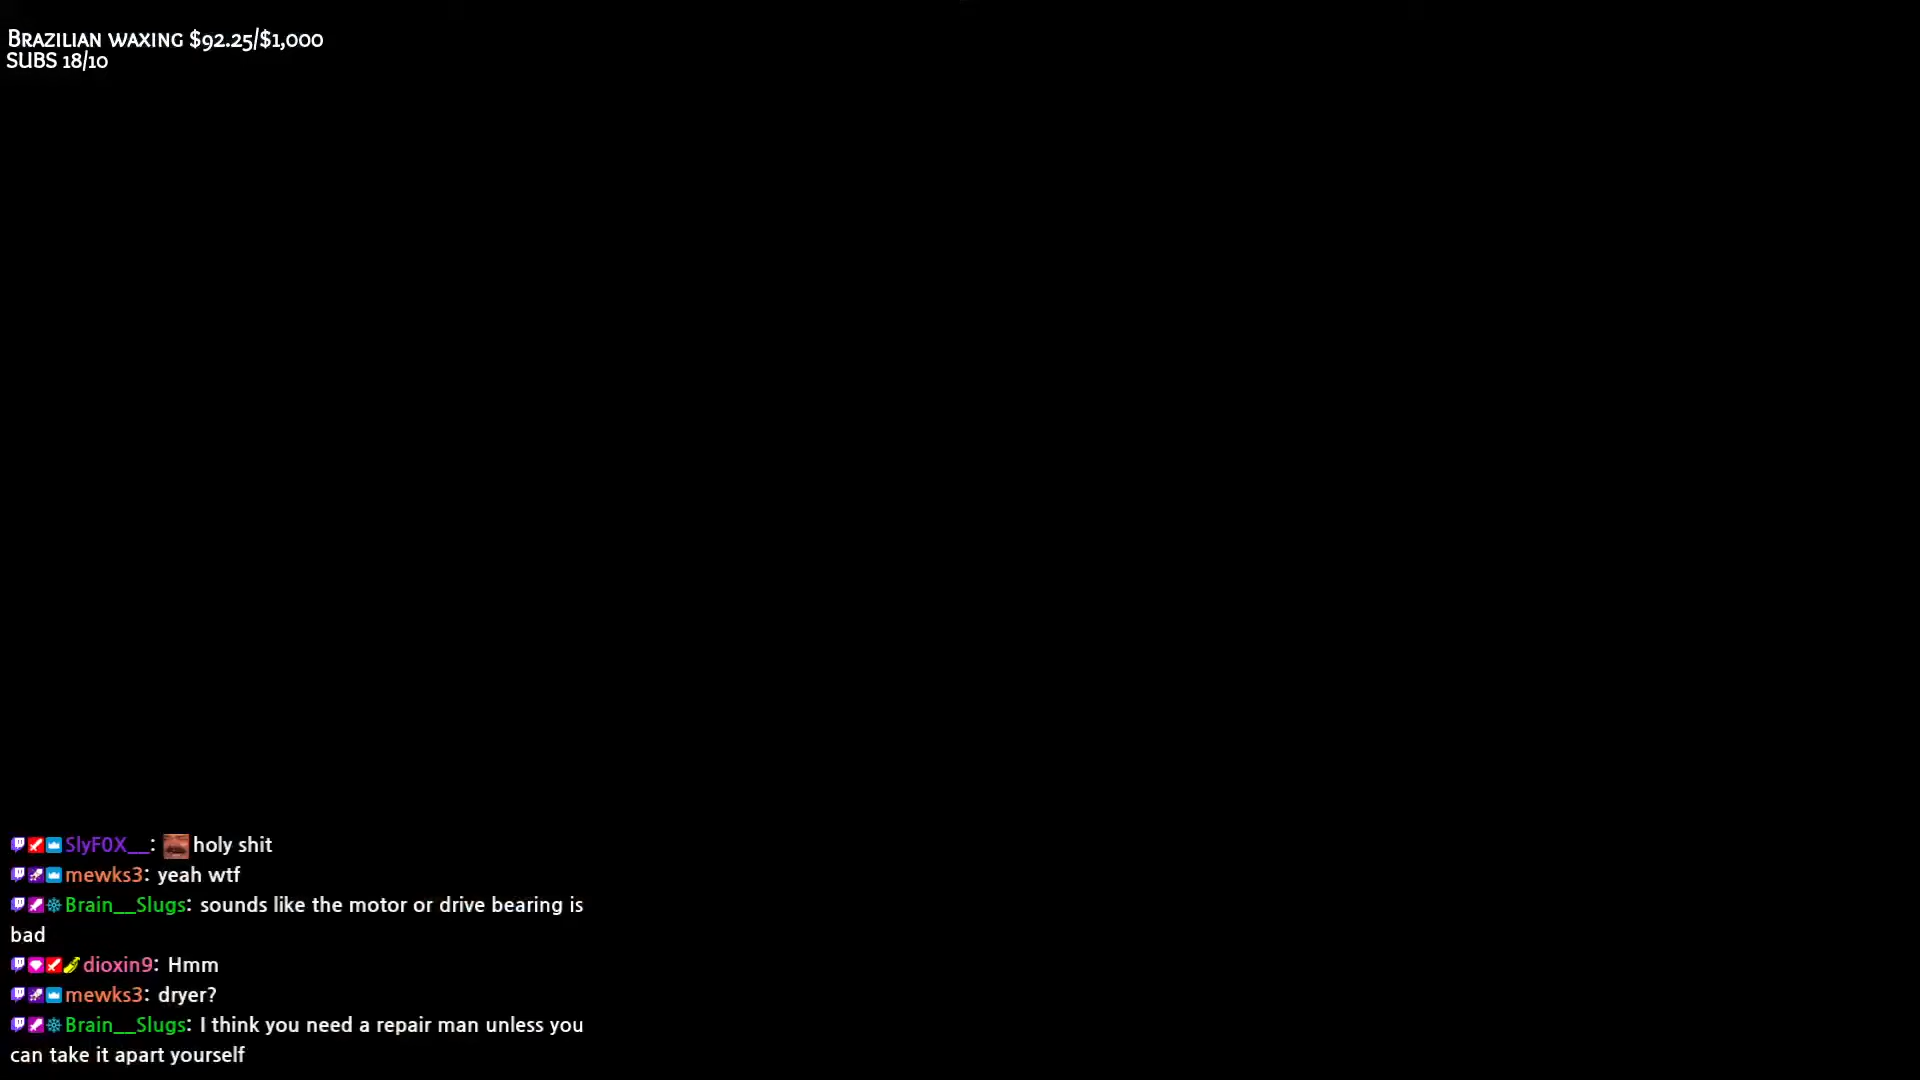 Brazilian waxing $92.25/$1,000
SUBS 18/10
SlyF0X__: holy shit
mewks3: yeah wtf
Brain__Slugs: sounds like the motor or drive bearing is
bad
dioxin9: Hmm
mewks3: dryer?
Brain__Slugs: I think you need a repair man unless you
can take it apart yourself